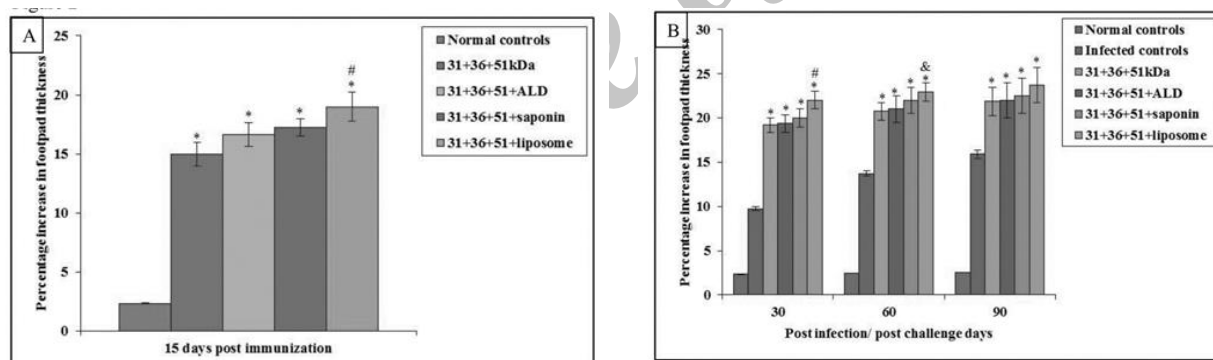 A
Percentage increase in footpad thickness
25
20
15
10
5
0
*
*
*
#
*
15 days post immunization
Normal controls
31+36+51kDa
31+36+51+ALD
31+36+51+saponin
31+36+51+liposome
B
Percentage increase in footpad thickness
30
25
20
15
10
5
0
* * * #
*
* * * &
*
* * * *
30 60 90
Post infection/ post challenge days
Normal controls
Infected controls
31+36+51kDa
31+36+51+ALD
31+36+51+saponin
31+36+51+liposome